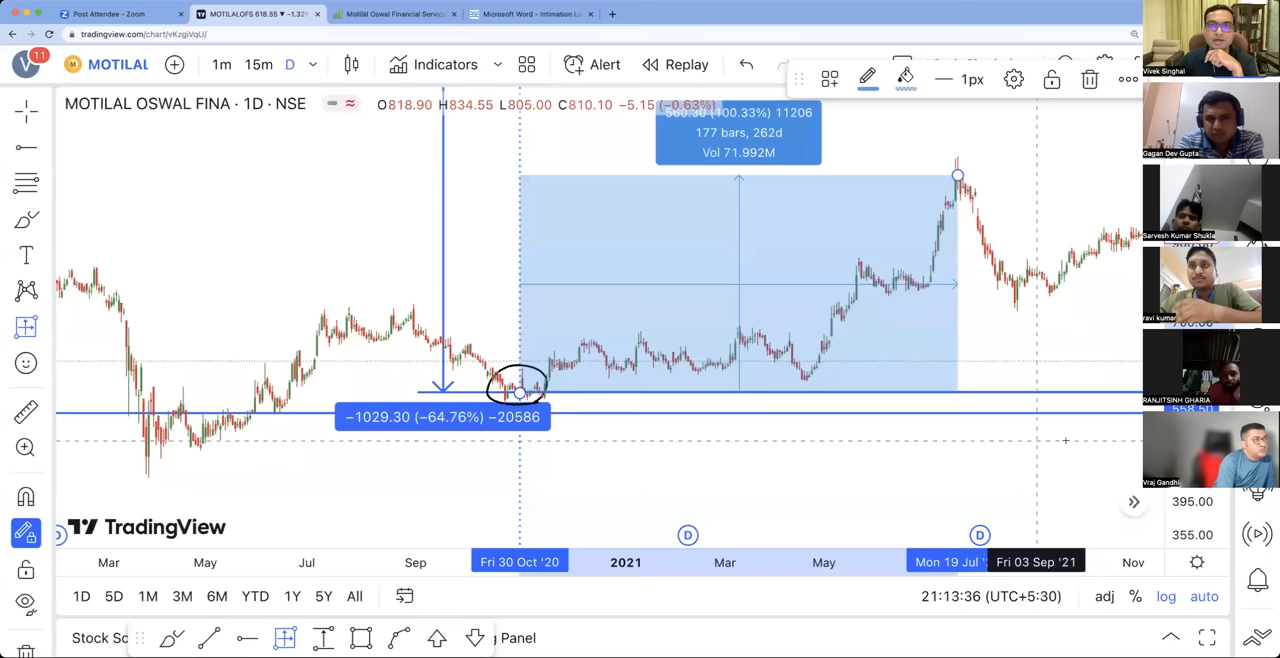 Post Attendee - Zoom
MOTILALOFS 618.55 ▼ −1.32%
Motilal Oswal Financial Servic
Microsoft Word - Intimation L
tradingview.com/chart/vKzgiVqU/
V 11
MOTILAL
1m 15m D
Indicators
Alert
Replay
1px
MOTILAL OSWAL FINA · 1D · NSE
O818.90 H834.55 L805.00 C810.10 −5.15 (−0.63%)
(100.33%) 11206
177 bars, 262d
Vol 71.992M
−1029.30 (−64.76%) −20586
Vivek Singhal
Gagan Dev Gupta
Sarvesh Kumar Shukla
ravi kumar
700.00
RANJITSINH GHARIA
558.50
Vraj Gandhi
395.00
355.00
TradingView
D
D
Mar May Jul Sep
Fri 30 Oct '20
2021 Mar May
Mon 19 Jul '
Fri 03 Sep '21
Nov
1D 5D 1M 3M 6M YTD 1Y 5Y All
21:13:36 (UTC+5:30)
adj % log auto
Stock Sc
Panel